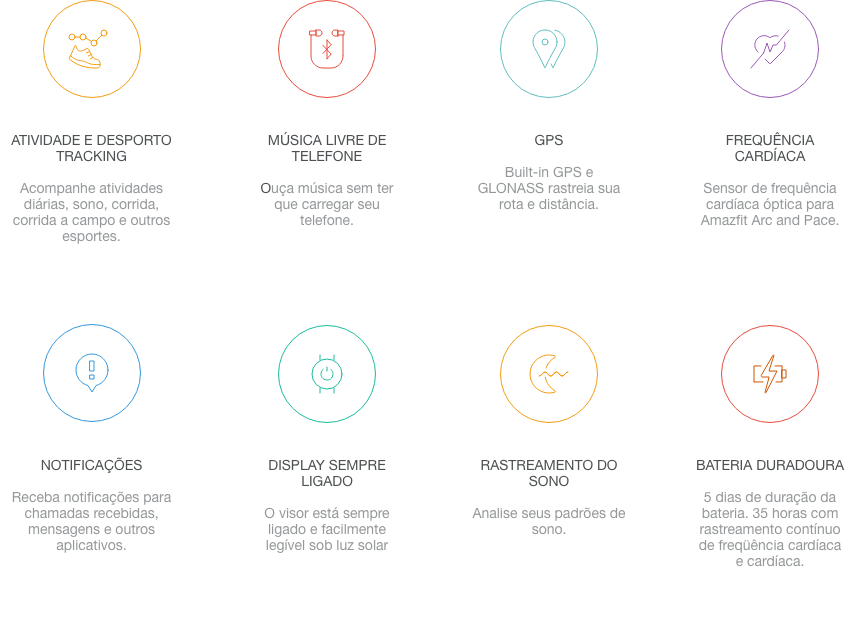 ATIVIDADE E DESPORTO
TRACKING
Acompanhe atividades
diárias, sono, corrida,
corrida a campo e outros
esportes.
MÚSICA LIVRE DE
TELEFONE
Ouça música sem ter
que carregar seu
telefone.
GPS
Built-in GPS e
GLONASS rastreia sua
rota e distância.
FREQUÊNCIA
CARDÍACA
Sensor de frequência
cardíaca óptica para
Amazfit Arc and Pace.
NOTIFICAÇÕES
Receba notificações para
chamadas recebidas,
mensagens e outros
aplicativos.
DISPLAY SEMPRE
LIGADO
O visor está sempre
ligado e facilmente
legível sob luz solar
RASTREAMENTO DO
SONO
Analise seus padrões de
sono.
BATERIA DURADOURA
5 dias de duração da
bateria. 35 horas com
rastreamento contínuo
de freqüência cardíaca
e cardíaca.